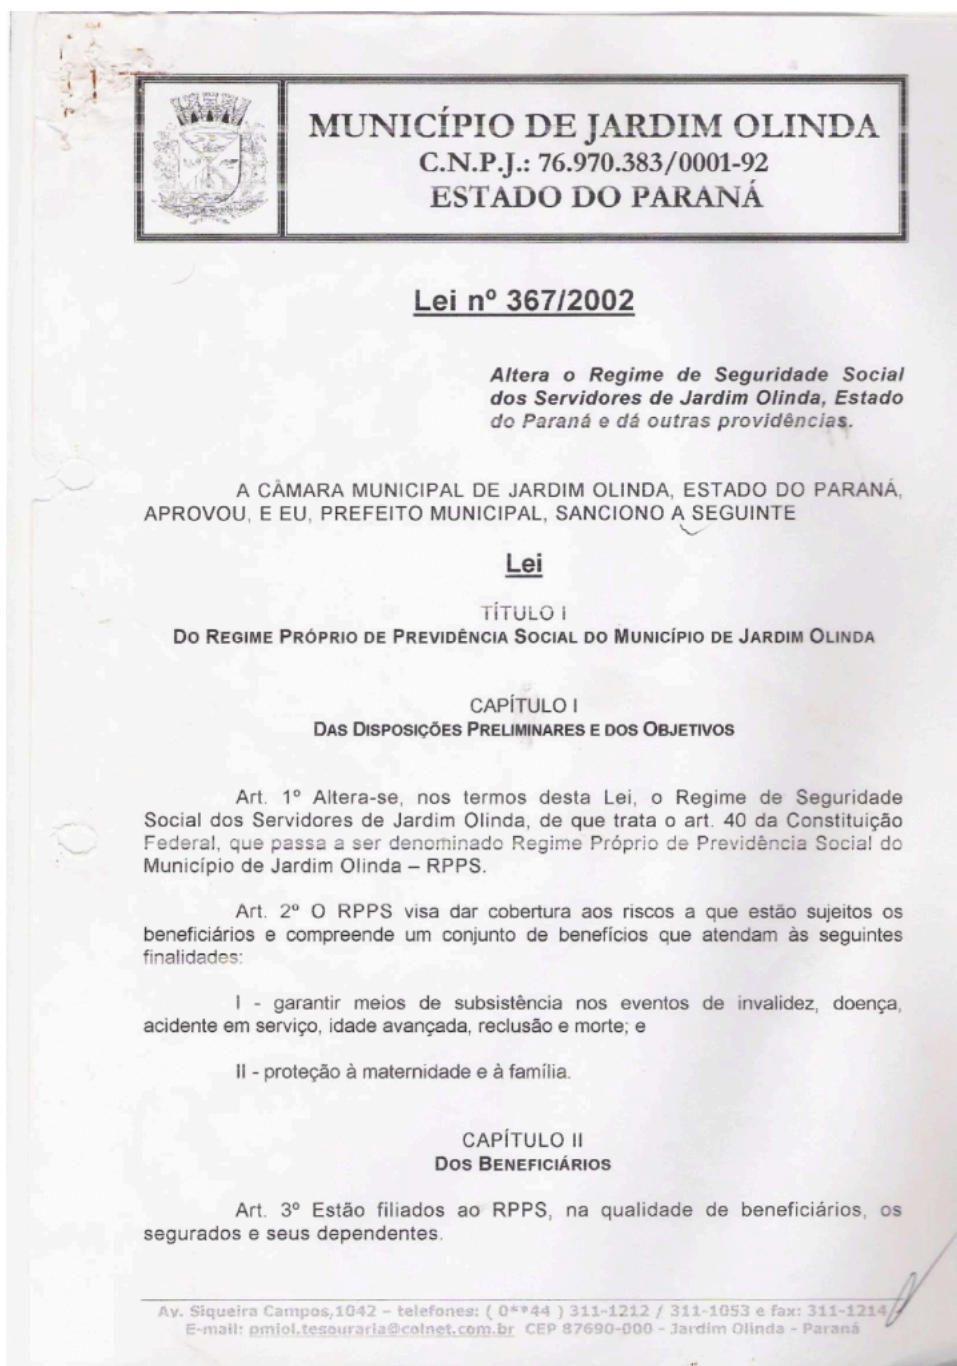 MUNICÍPIO DE JARDIM OLINDA
C.N.P.J.: 76.970.383/0001-92
ESTADO DO PARANÁ
Lei nº 367/2002
Altera o Regime de Seguridade Social
dos Servidores de Jardim Olinda, Estado
do Paraná e dá outras providências.
A CÂMARA MUNICIPAL DE JARDIM OLINDA, ESTADO DO PARANÁ,
APROVOU, E EU, PREFEITO MUNICIPAL, SANCIONO A SEGUINTE
Lei
TÍTULO I
DO REGIME PRÓPRIO DE PREVIDÊNCIA SOCIAL DO MUNICÍPIO DE JARDIM OLINDA
CAPÍTULO I
DAS DISPOSIÇÕES PRELIMINARES E DOS OBJETIVOS
Art. 1º Altera-se, nos termos desta Lei, o Regime de Seguridade
Social dos Servidores de Jardim Olinda, de que trata o art. 40 da Constituição
Federal, que passa a ser denominado Regime Próprio de Previdência Social do
Município de Jardim Olinda – RPPS.
Art. 2º O RPPS visa dar cobertura aos riscos a que estão sujeitos os
beneficiários e compreende um conjunto de benefícios que atendam às seguintes
finalidades:
I - garantir meios de subsistência nos eventos de invalidez, doença,
acidente em serviço, idade avançada, reclusão e morte; e
II - proteção à maternidade e à família.
CAPÍTULO II
DOS BENEFICIÁRIOS
Art. 3º Estão filiados ao RPPS, na qualidade de beneficiários, os
segurados e seus dependentes.
Av. Siqueira Campos,1042 – telefones: ( 0**44 ) 311-1212 / 311-1053 e fax: 311-1214
E-mail: pmjol.tesouraria@colnet.com.br CEP 87690-000 - Jardim Olinda - Paraná